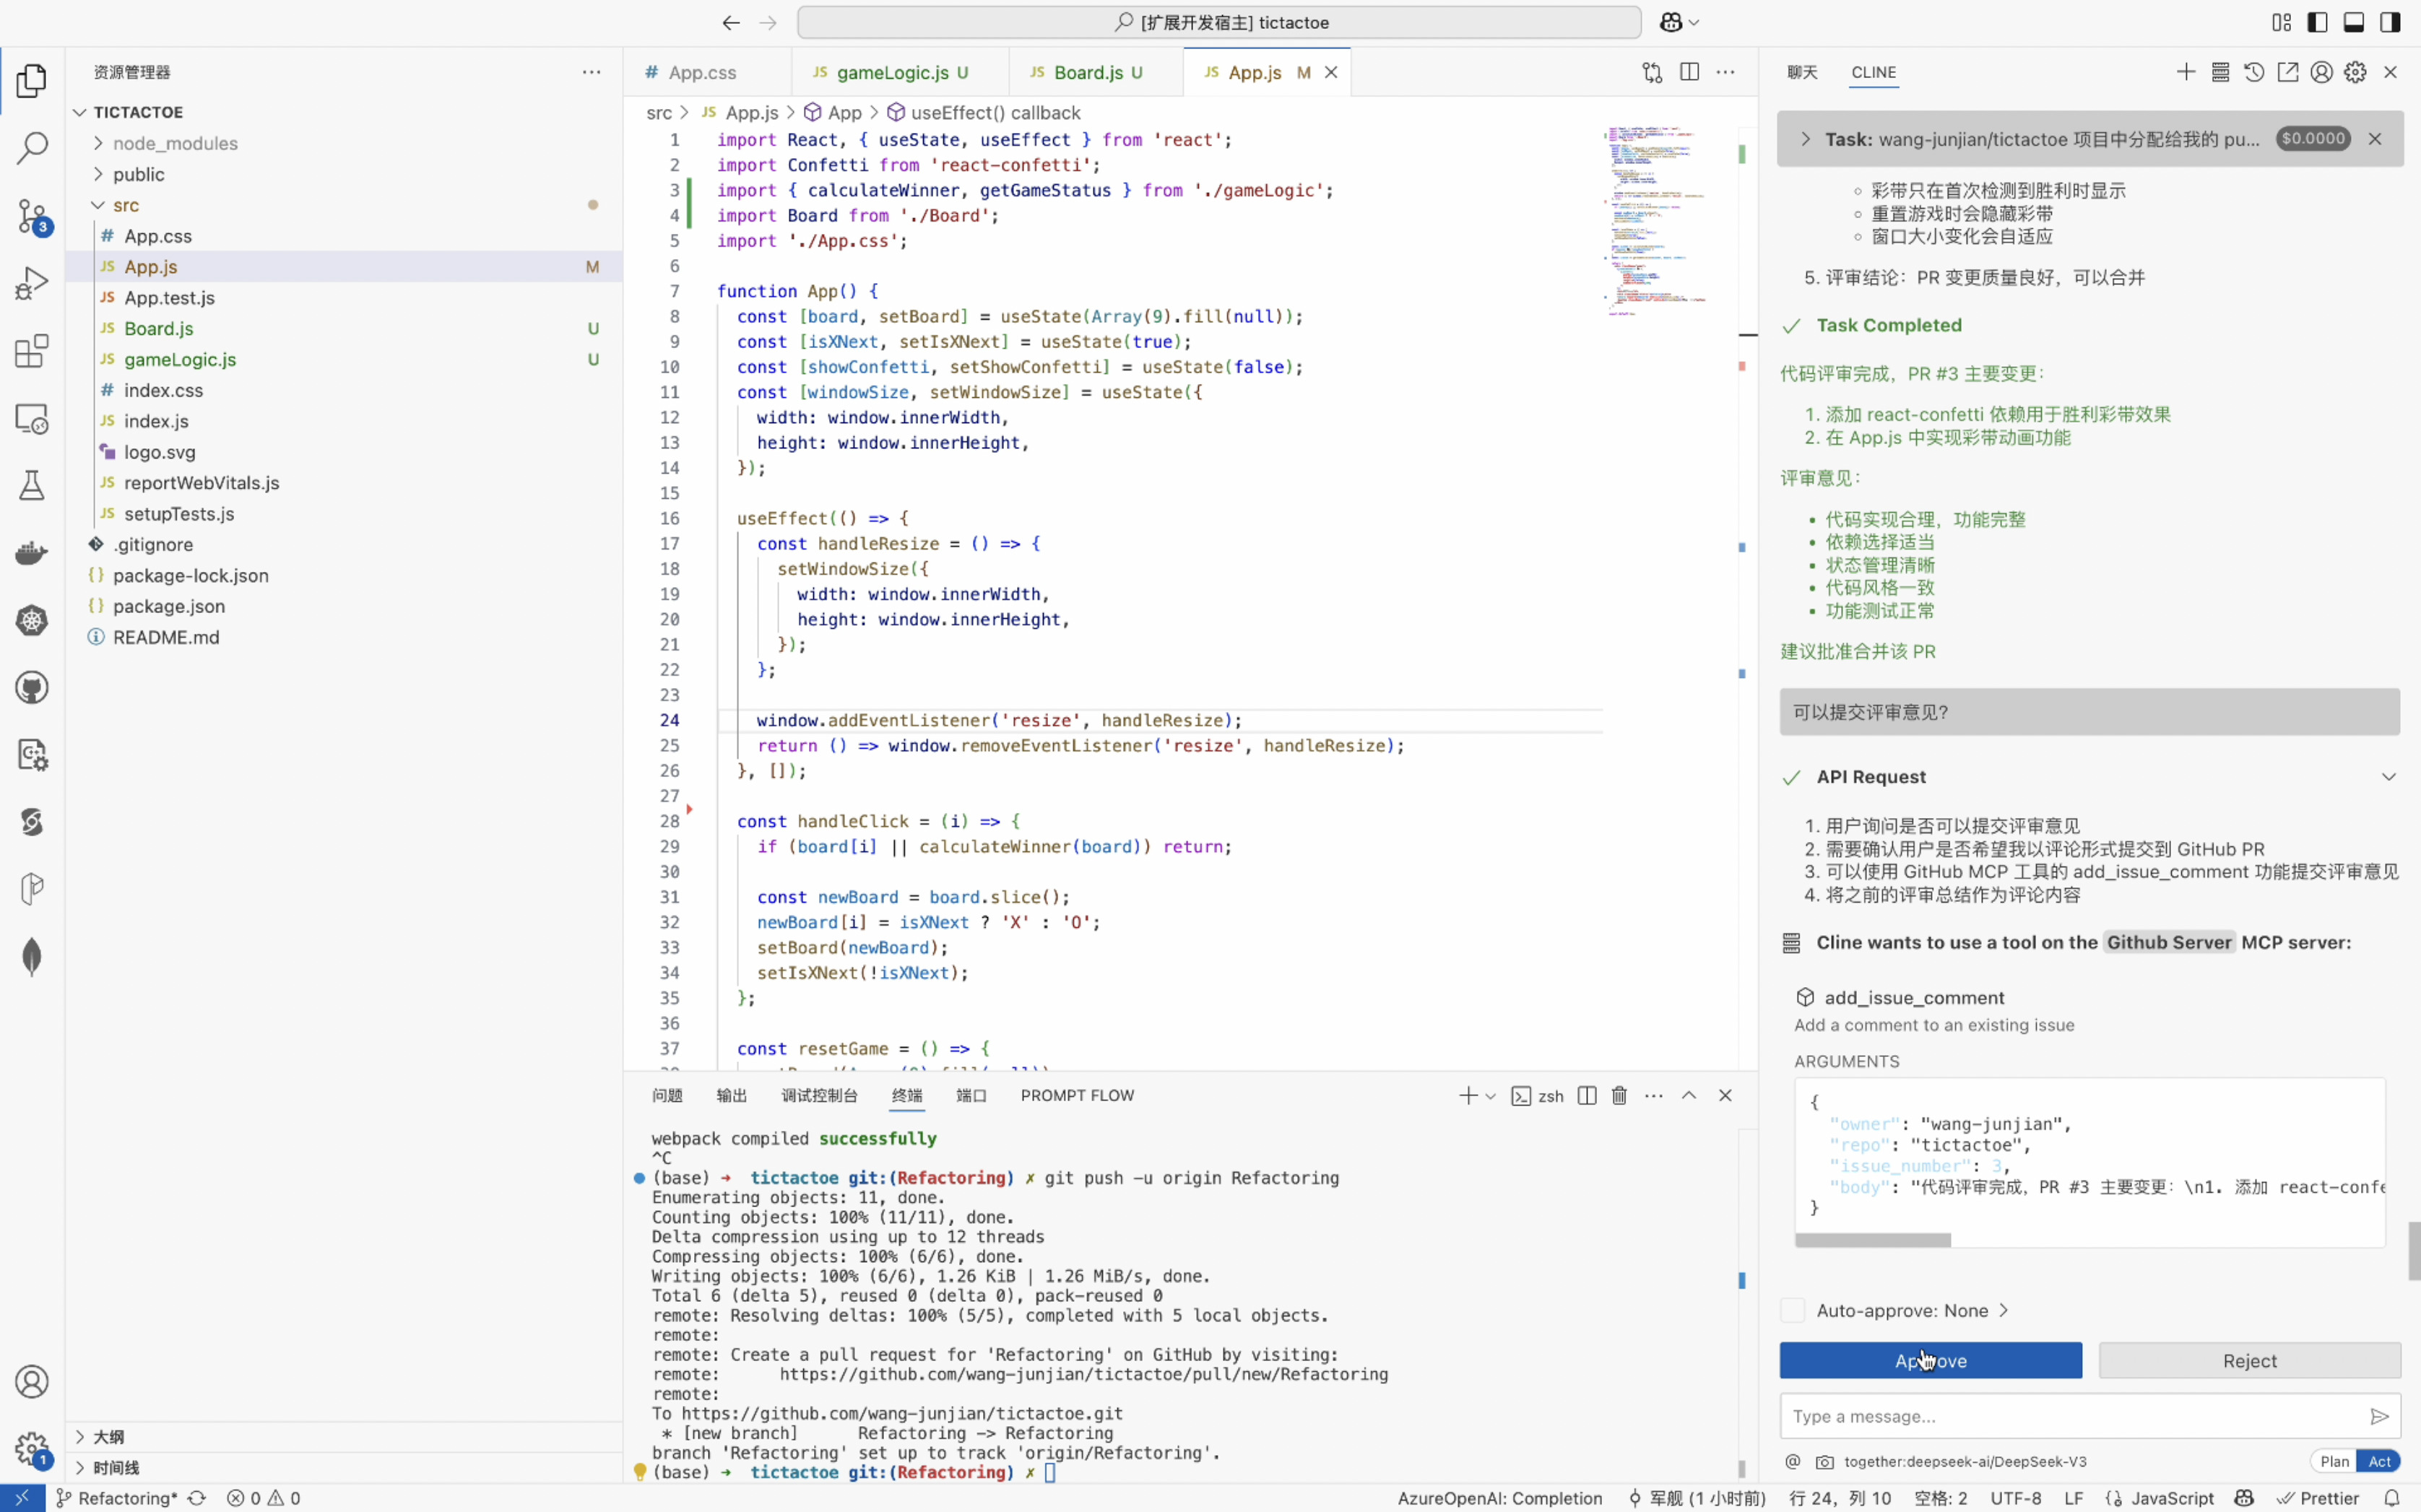 [扩展开发宿主] tictactoe
资源管理器
TICTACTOE
node_modules
public
src
App.css
App.js M
App.test.js
Board.js U
gameLogic.js U
index.css
index.js
logo.svg
reportWebVitals.js
setupTests.js
.gitignore
package-lock.json
package.json
README.md
大纲
时间线
3
1
App.css
gameLogic.js U
Board.js U
App.js M
src > App.js > App > useEffect() callback
1 import React, { useState, useEffect } from 'react';
2 import Confetti from 'react-confetti';
3 import { calculateWinner, getGameStatus } from './gameLogic';
4 import Board from './Board';
5 import './App.css';
6
7 function App() {
8 const [board, setBoard] = useState(Array(9).fill(null));
9 const [isXNext, setIsXNext] = useState(true);
10 const [showConfetti, setShowConfetti] = useState(false);
11 const [windowSize, setWindowSize] = useState({
12 width: window.innerWidth,
13 height: window.innerHeight,
14 });
15
16 useEffect(() => {
17 const handleResize = () => {
18 setWindowSize({
19 width: window.innerWidth,
20 height: window.innerHeight,
21 });
22 };
23
24 window.addEventListener('resize', handleResize);
25 return () => window.removeEventListener('resize', handleResize);
26 }, []);
27
28 const handleClick = (i) => {
29 if (board[i] || calculateWinner(board)) return;
30
31 const newBoard = board.slice();
32 newBoard[i] = isXNext ? 'X' : 'O';
33 setBoard(newBoard);
34 setIsXNext(!isXNext);
35 };
36
37 const resetGame = () => {
问题 输出 调试控制台 终端 端口 PROMPT FLOW
zsh
webpack compiled successfully
^C
(base) ➜ tictactoe git:(Refactoring) ✗ git push -u origin Refactoring
Enumerating objects: 11, done.
Counting objects: 100% (11/11), done.
Delta compression using up to 12 threads
Compressing objects: 100% (6/6), done.
Writing objects: 100% (6/6), 1.26 KiB | 1.26 MiB/s, done.
Total 6 (delta 5), reused 0 (delta 0), pack-reused 0
remote: Resolving deltas: 100% (5/5), completed with 5 local objects.
remote:
remote: Create a pull request for 'Refactoring' on GitHub by visiting:
remote: https://github.com/wang-junjian/tictactoe/pull/new/Refactoring
remote:
To https://github.com/wang-junjian/tictactoe.git
* [new branch] Refactoring -> Refactoring
branch 'Refactoring' set up to track 'origin/Refactoring'.
(base) ➜ tictactoe git:(Refactoring) ✗
聊天 CLINE
Task: wang-junjian/tictactoe 项目中分配给我的 pu... $0.0000
彩带只在首次检测到胜利时显示
重置游戏时会隐藏彩带
窗口大小变化会自适应
5. 评审结论：PR 变更质量良好，可以合并
Task Completed
代码评审完成，PR #3 主要变更：
1. 添加 react-confetti 依赖用于胜利彩带效果
2. 在 App.js 中实现彩带动画功能
评审意见：
• 代码实现合理，功能完整
• 依赖选择适当
• 状态管理清晰
• 代码风格一致
• 功能测试正常
建议批准合并该 PR
可以提交评审意见?
API Request
1. 用户询问是否可以提交评审意见
2. 需要确认用户是否希望我以评论形式提交到 GitHub PR
3. 可以使用 GitHub MCP 工具的 add_issue_comment 功能提交评审意见
4. 将之前的评审总结作为评论内容
Cline wants to use a tool on the Github Server MCP server:
add_issue_comment
Add a comment to an existing issue
ARGUMENTS
{
"owner": "wang-junjian",
"repo": "tictactoe",
"issue_number": 3,
"body": "代码评审完成，PR #3 主要变更：\n1. 添加 react-confe
}
Auto-approve: None
Approve
Reject
Type a message...
@ together:deepseek-ai/DeepSeek-V3
Plan Act
Refactoring* 0 0
AzureOpenAI: Completion 军舰 (1 小时前) 行 24，列 10 空格: 2 UTF-8 LF JavaScript Prettier